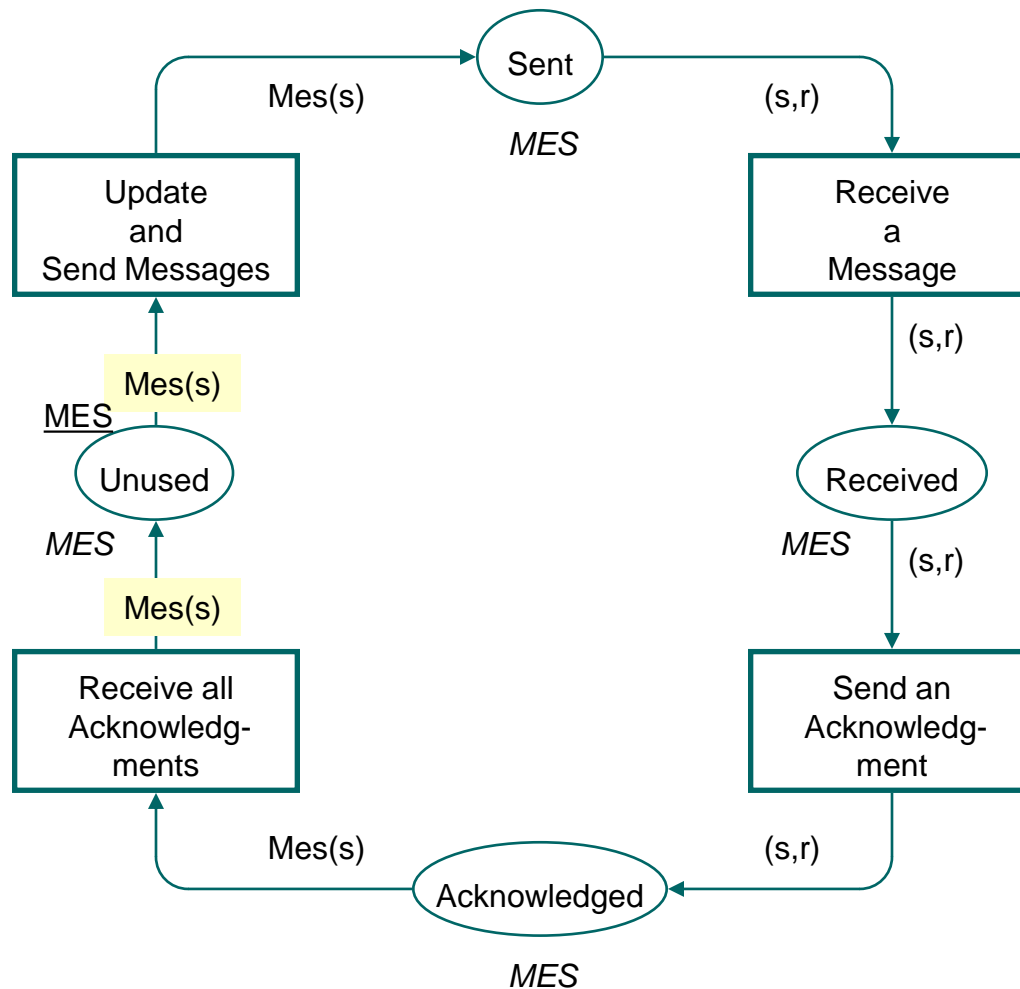 Sent
Mes(s)
(s,r)
MES
Update
and
Send Messages
Receive
a
Message
(s,r)
Mes(s)
MES
Unused
Received
MES
MES
(s,r)
Mes(s)
Receive all
Acknowledg-
ments
Send an
Acknowledg-
ment
Mes(s)
(s,r)
Acknowledged
MES